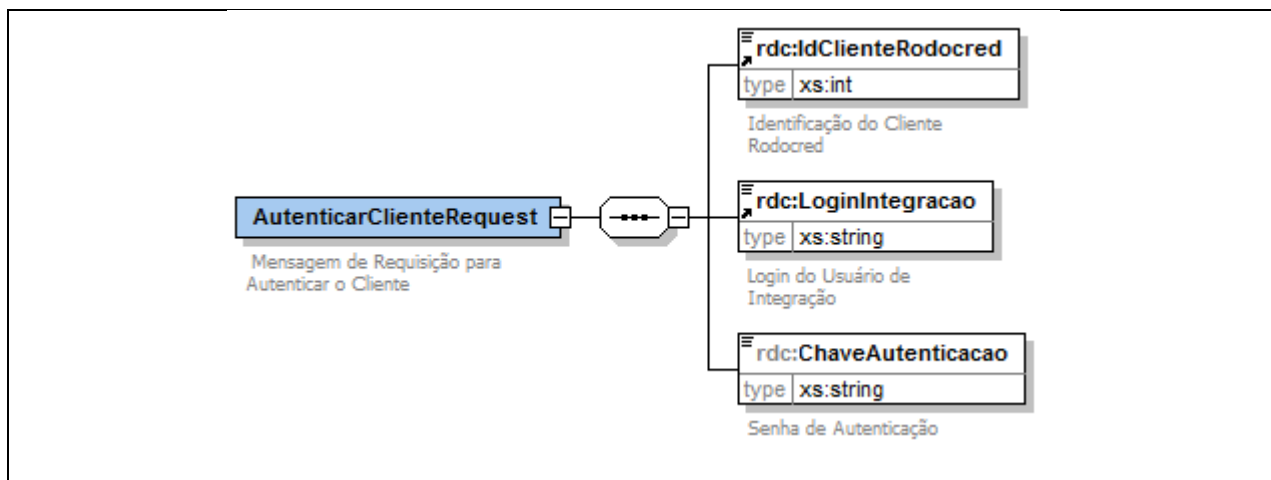 rdc:IdClienteRodocred
type xs:int
Identificação do Cliente
Rodocred
AutenticarClienteRequest
Mensagem de Requisição para
Autenticar o Cliente
rdc:LoginIntegracao
type xs:string
Login do Usuário de
Integração
rdc:ChaveAutenticacao
type xs:string
Senha de Autenticação